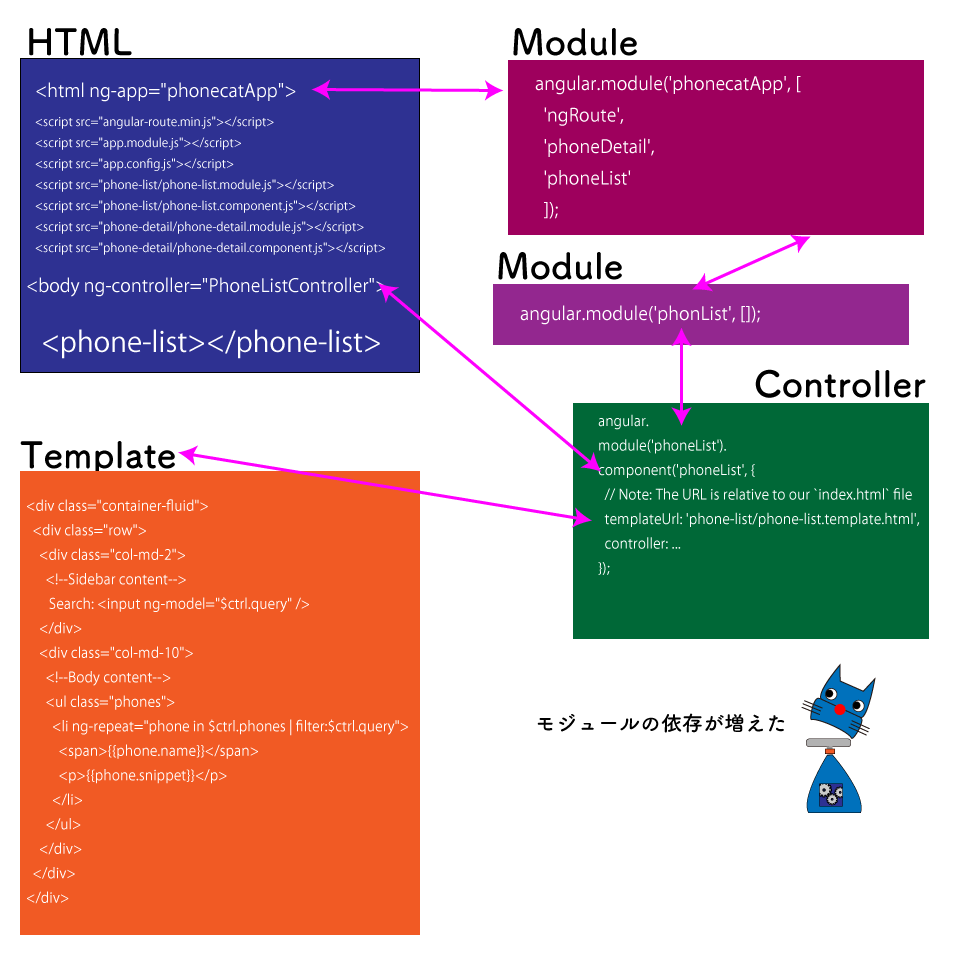 HTML
<html ng-app="phonecatApp">
<script src="angular-route.min.js"></script>
<script src="app.module.js"></script>
<script src="app.config.js"></script>
<script src="phone-list/phone-list.module.js"></script>
<script src="phone-list/phone-list.component.js"></script>
<script src="phone-detail/phone-detail.module.js"></script>
<script src="phone-detail/phone-detail.component.js"></script>
<body ng-controller="PhoneListController">
<phone-list></phone-list>
Module
angular.module('phonecatApp', [
'ngRoute',
'phoneDetail',
'phoneList'
]);
Module
angular.module('phonList', []);
Controller
angular.
module('phoneList').
component('phoneList', {
// Note: The URL is relative to our `index.html` file
templateUrl: 'phone-list/phone-list.template.html',
controller: ...
});
Template
<div class="container-fluid">
<div class="row">
<div class="col-md-2">
<!--Sidebar content-->
Search: <input ng-model="$ctrl.query" />
</div>
<div class="col-md-10">
<!--Body content-->
<ul class="phones">
<li ng-repeat="phone in $ctrl.phones | filter:$ctrl.query">
<span>{{phone.name}}</span>
<p>{{phone.snippet}}</p>
</li>
</ul>
</div>
</div>
</div>
モジュールの依存が増えた